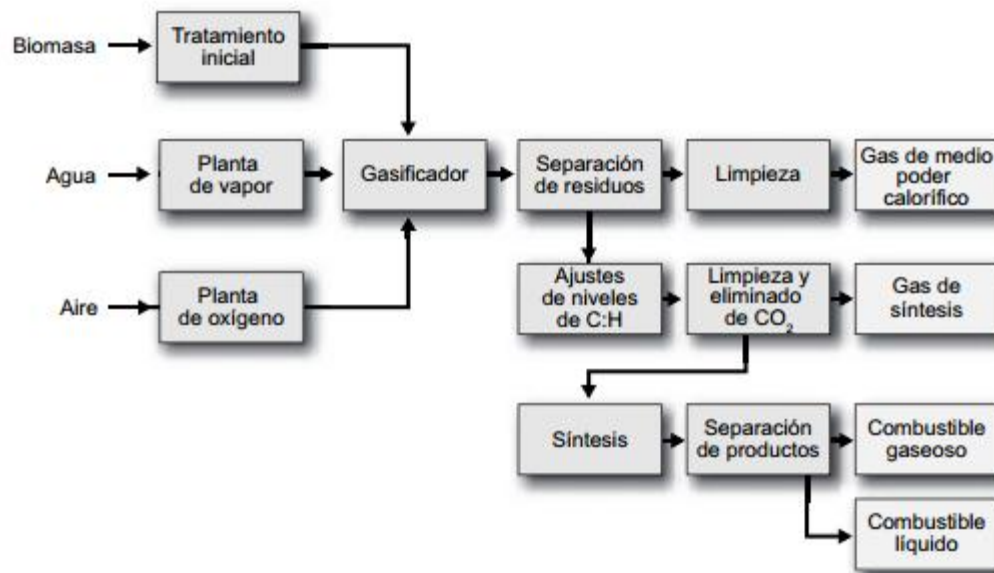 Biomasa
Tratamiento
inicial
Agua
Planta
de vapor
Gasificador
Separación
de residuos
Limpieza
Gas de medio
poder
calorífico
Aire
Planta
de oxígeno
Ajustes
de niveles
de C:H
Limpieza y
eliminado
de CO₂
Gas de
síntesis
Síntesis
Separación
de productos
Combustible
gaseoso
Combustible
líquido